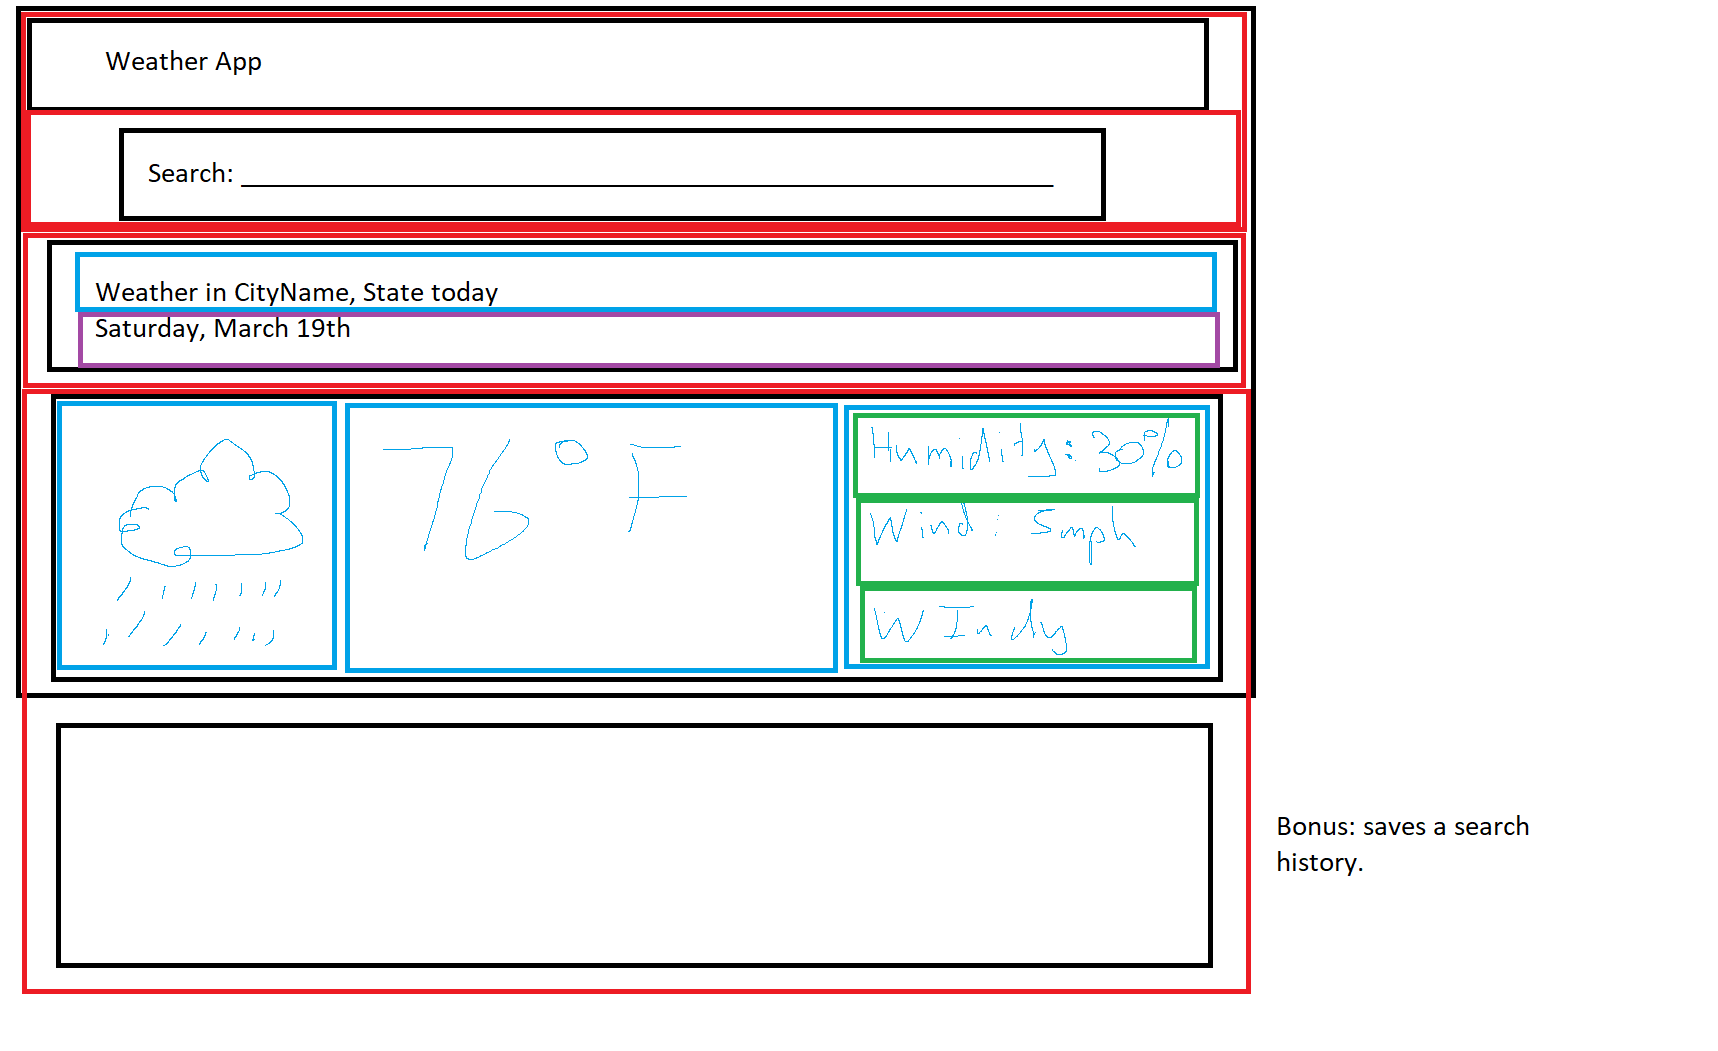 Weather App
Search: ____________________
Weather in CityName, State today
Saturday, March 19th
76°F
Humidity: 30%
Wind: 5mph
WIndy
Bonus: saves a search
history.